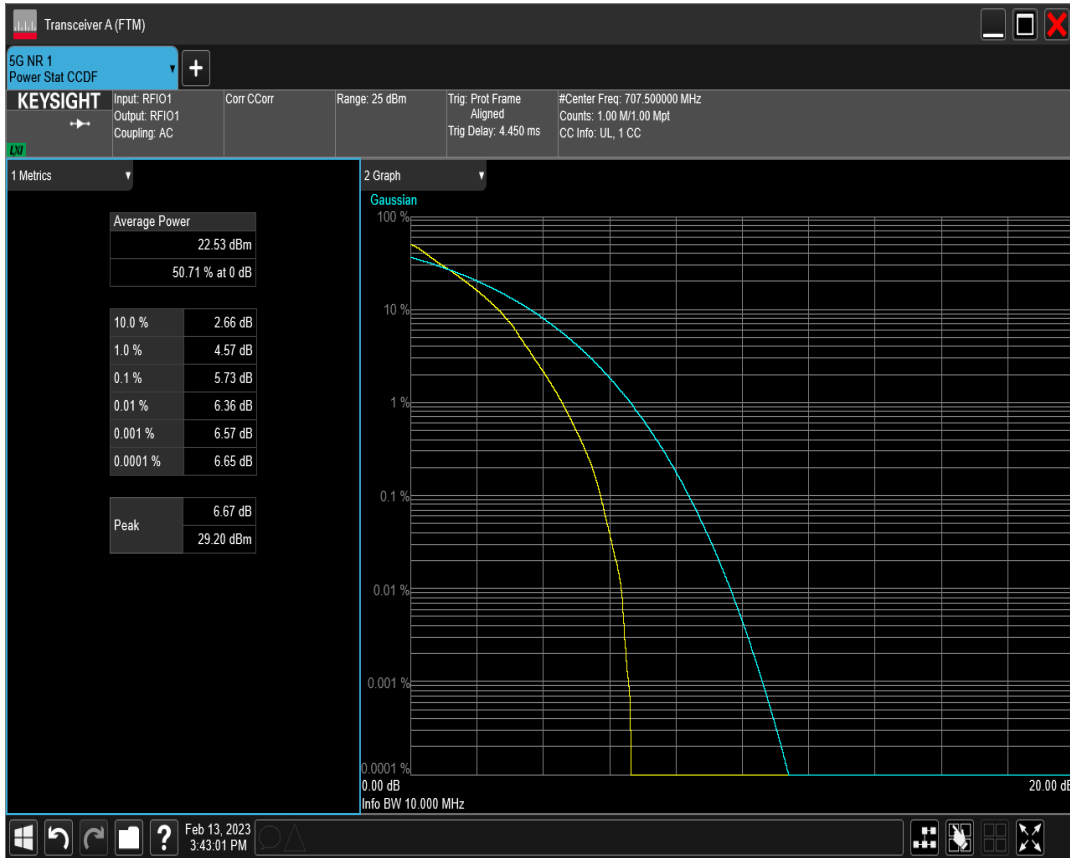 Transceiver A (FTM)
5G NR 1
Power Stat CCDF
+
KEYSIGHT
LXI
Input: RFIO1
Output: RFIO1
Coupling: AC
Corr CCorr
Range: 25 dBm
Trig: Prot Frame
Aligned
Trig Delay: 4.450 ms
#Center Freq: 707.500000 MHz
Counts: 1.00 M/1.00 Mpt
CC Info: UL, 1 CC
1 Metrics
Average Power
22.53 dBm
50.71 % at 0 dB
10.0 % 2.66 dB
1.0 % 4.57 dB
0.1 % 5.73 dB
0.01 % 6.36 dB
0.001 % 6.57 dB
0.0001 % 6.65 dB
Peak
6.67 dB
29.20 dBm
2 Graph
Gaussian
100 %
10 %
1 %
0.1 %
0.01 %
0.001 %
0.0001 %
0.00 dB 20.00 dB
Info BW 10.000 MHz
?
Feb 13, 2023
3:43:01 PM